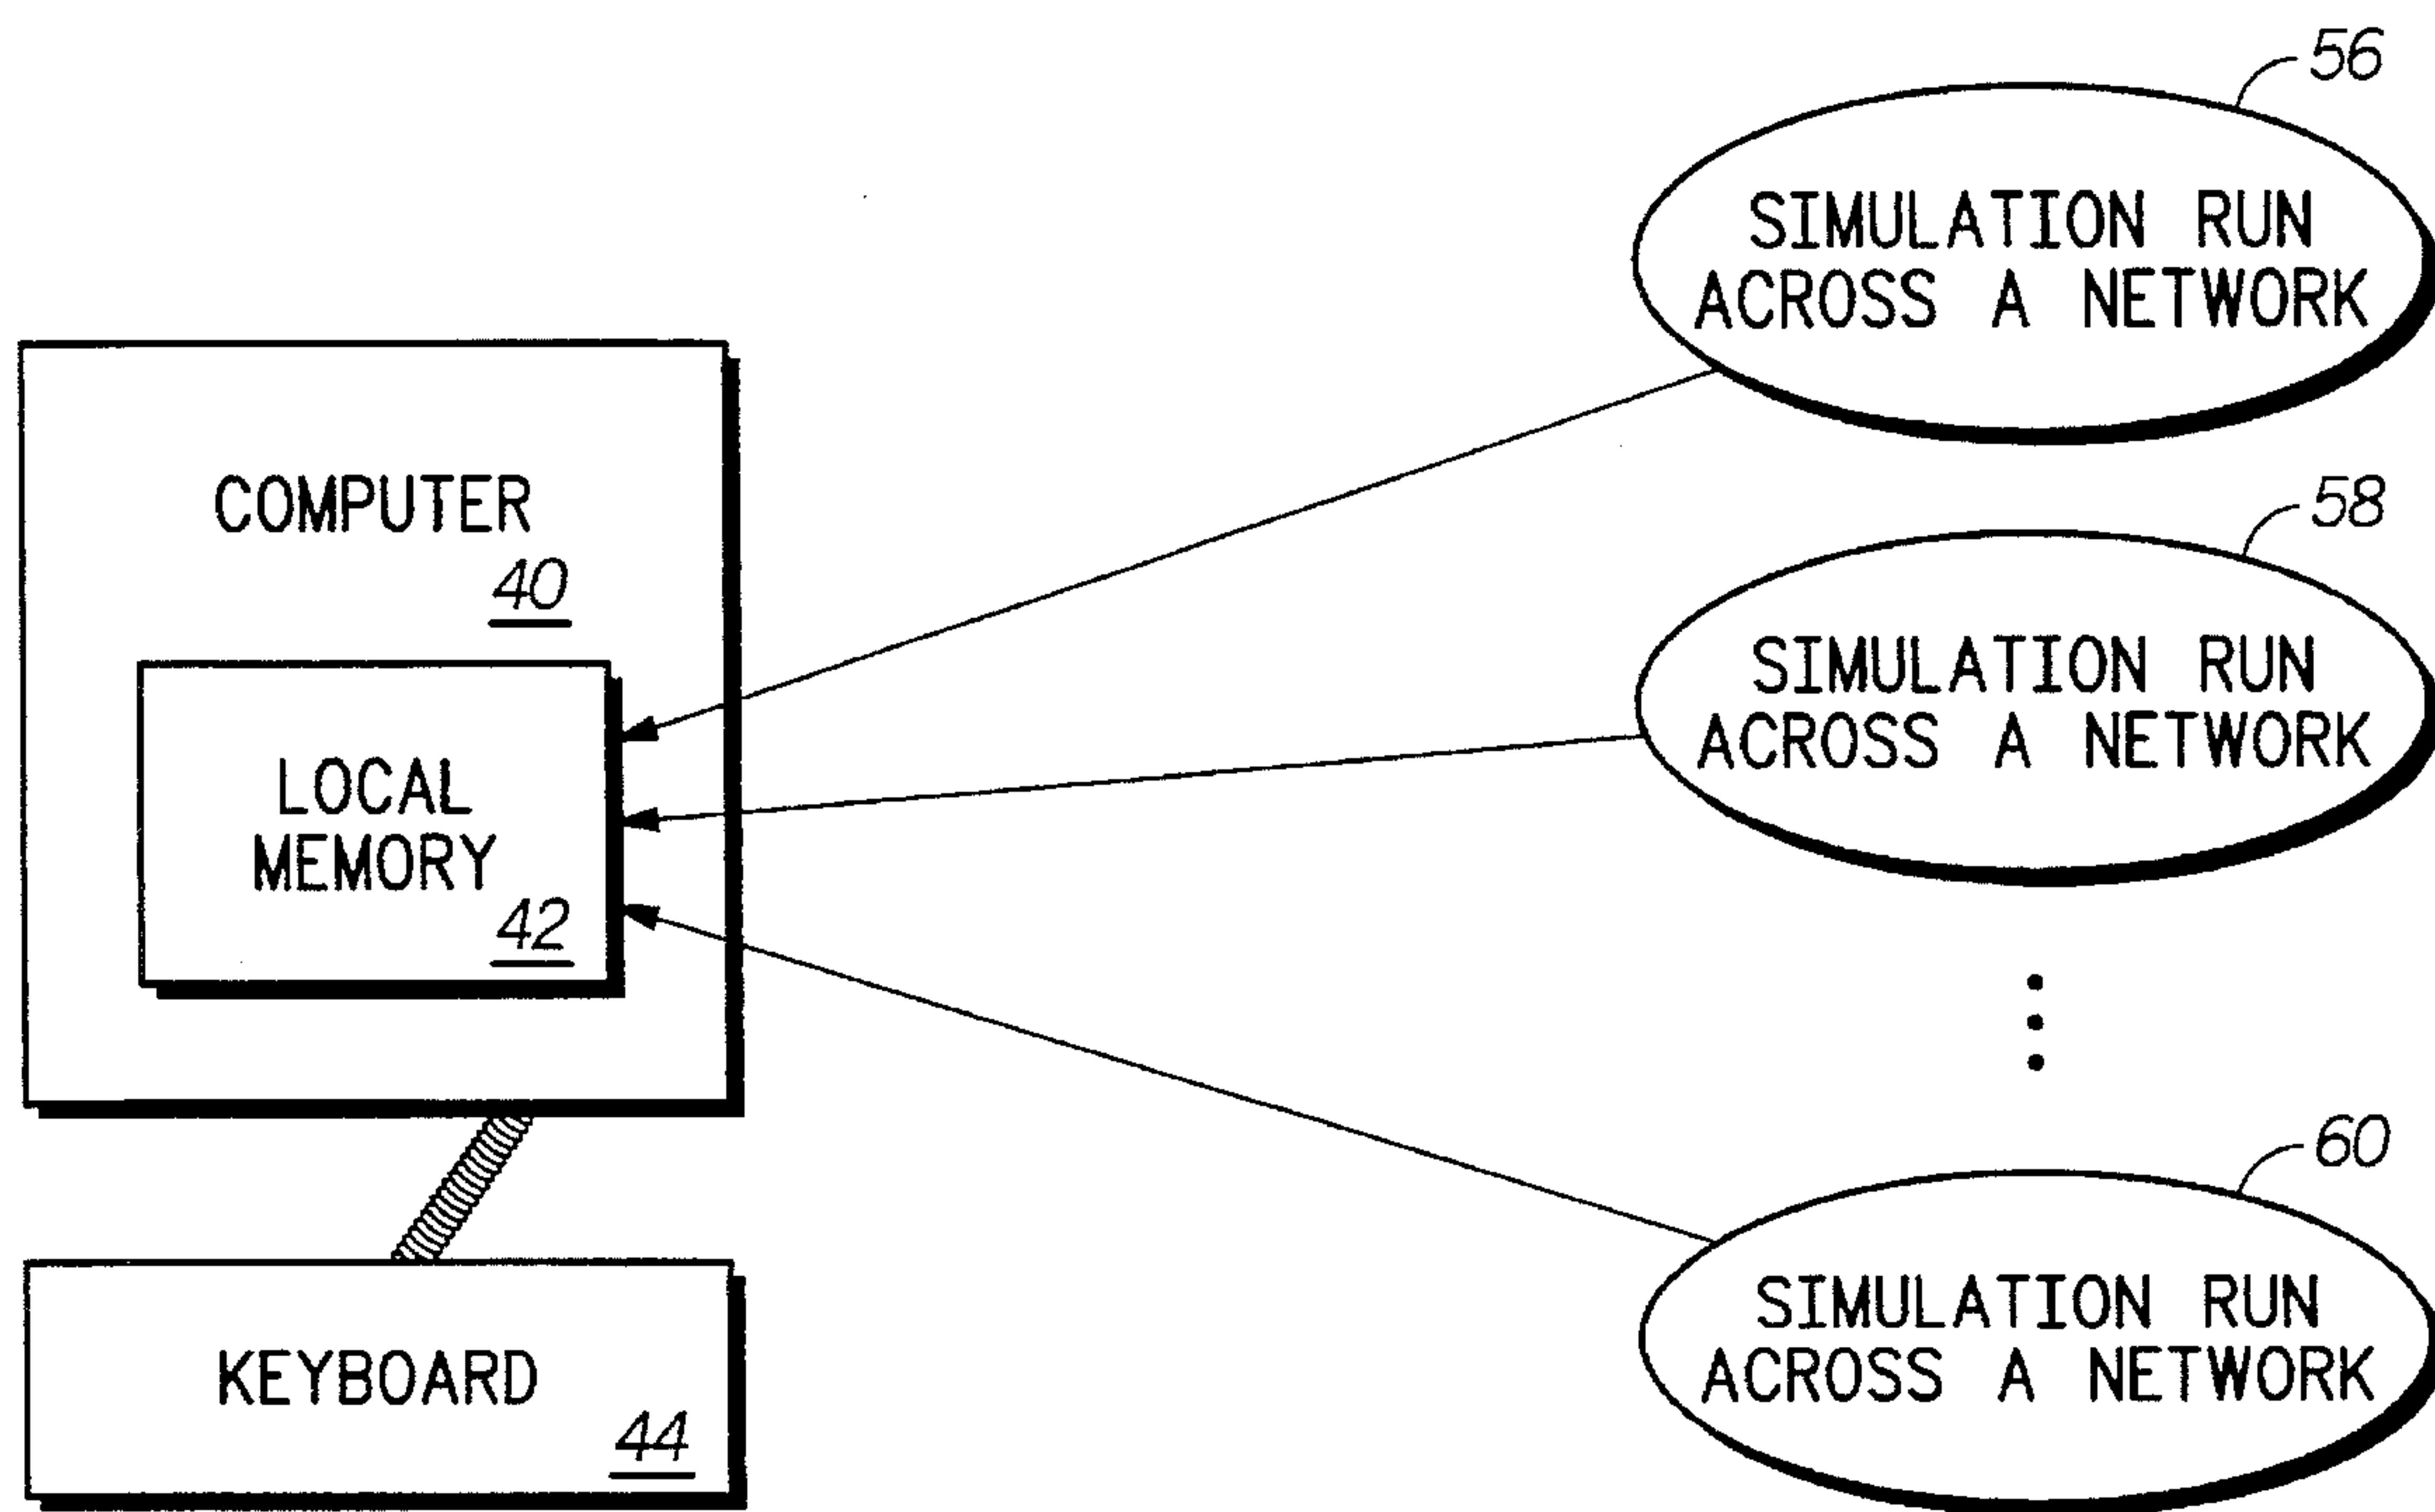 COMPUTER
40
LOCAL
MEMORY
42
KEYBOARD
44
56
SIMULATION RUN
ACROSS A NETWORK
58
SIMULATION RUN
ACROSS A NETWORK
60
SIMULATION RUN
ACROSS A NETWORK